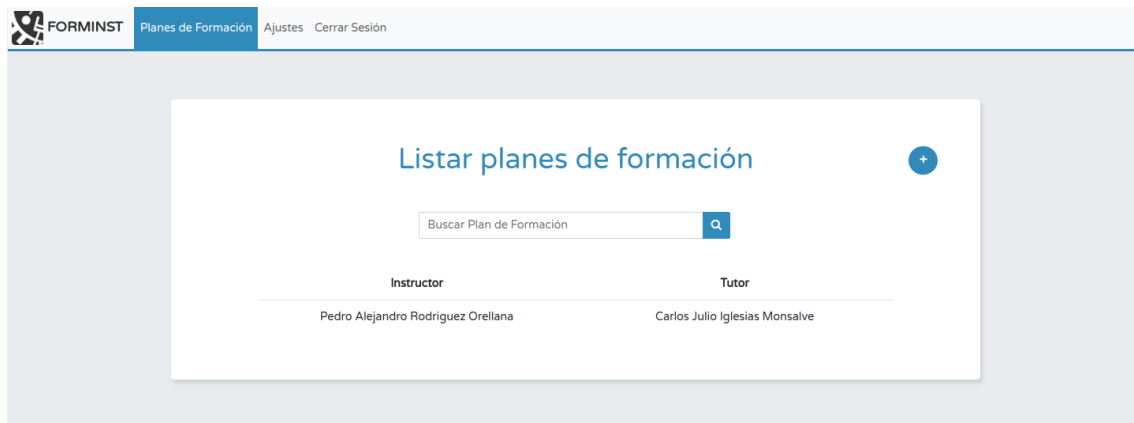 FORMINST Planes de Formación Ajustes Cerrar Sesión
Listar planes de formación
+
Buscar Plan de Formación
Instructor Tutor
Pedro Alejandro Rodriguez Orellana Carlos Julio Iglesias Monsalve